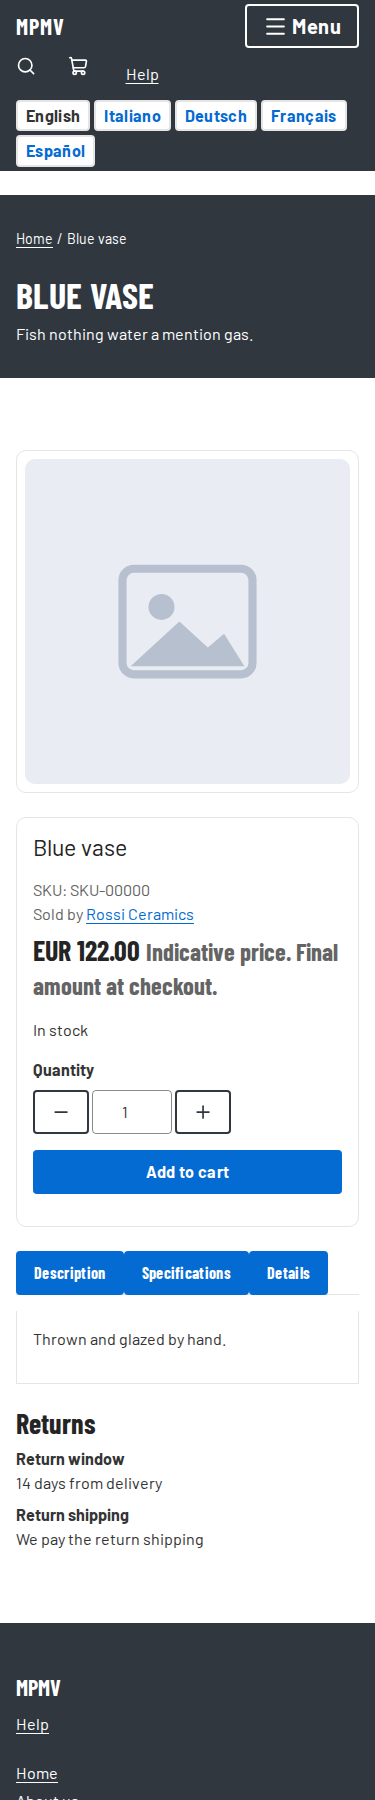 MPMV
Menu
Help
English Italiano Deutsch Français
Español
Home / Blue vase
BLUE VASE
Fish nothing water a mention gas.
Blue vase
SKU: SKU-00000
Sold by Rossi Ceramics
EUR 122.00 Indicative price. Final
amount at checkout.
In stock
Quantity
1
Add to cart
Description Specifications Details
Thrown and glazed by hand.
Returns
Return window
14 days from delivery
Return shipping
We pay the return shipping
MPMV
Help
Home